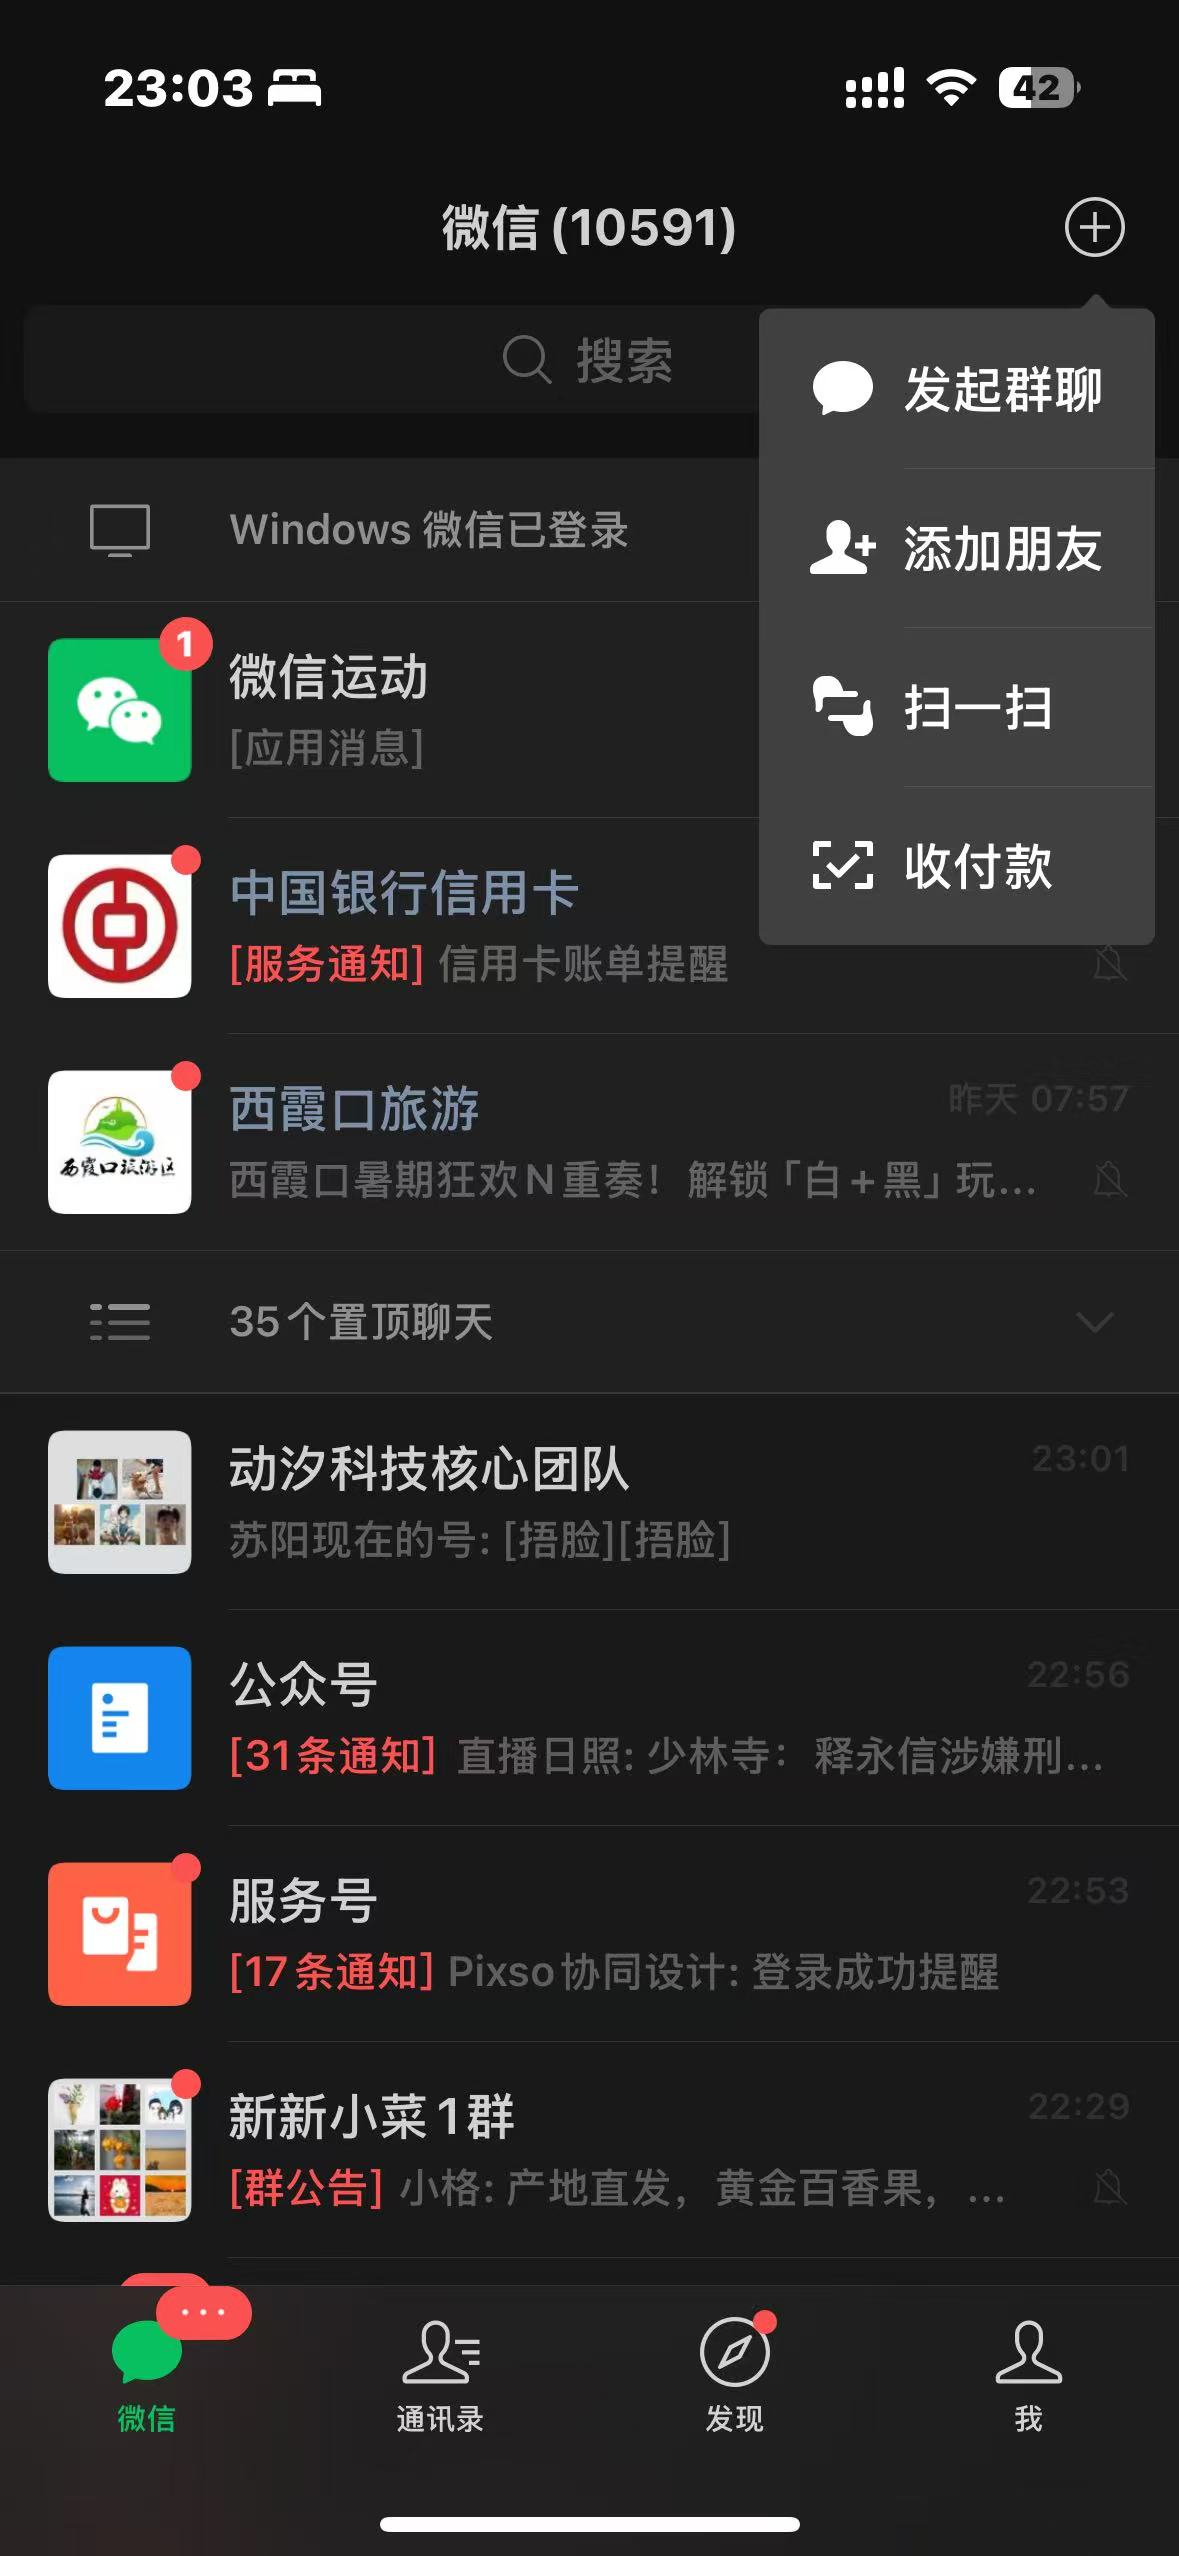 23:03
42
微信(10591)
搜索
发起群聊
添加朋友
扫一扫
收付款
Windows 微信已登录
1
微信运动
[应用消息]
中国银行信用卡
[服务通知] 信用卡账单提醒
西霞口旅游区
西霞口旅游
昨天 07:57
西霞口暑期狂欢N重奏！解锁「白+黑」玩...
35个置顶聊天
动汐科技核心团队
23:01
苏阳现在的号: [捂脸][捂脸]
公众号
22:56
[31条通知] 直播日照: 少林寺：释永信涉嫌刑...
服务号
22:53
[17条通知] Pixso协同设计: 登录成功提醒
新新小菜1群
22:29
[群公告] 小格: 产地直发，黄金百香果，...
微信
通讯录
发现
我